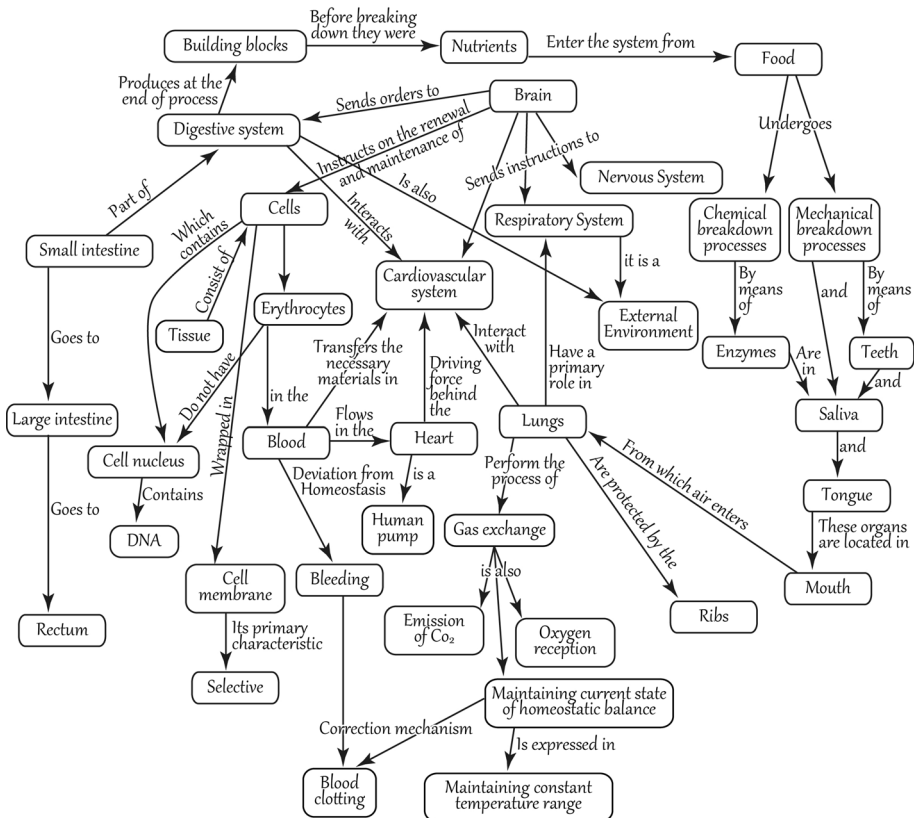 Before breaking
down they were
Building blocks
Nutrients
Enter the system from
Food
Produces at the
end of process
Sends orders to
Brain
Digestive system
Undergoes
Instructs on the renewal
and maintenance of
Sends instructions to
Nervous System
Is also
Part of
Which
contains
Cells
Interacts
with
Respiratory System
Chemical
breakdown
processes
Mechanical
breakdown
processes
Small intestine
Consist of
Cardiovascular
system
it is a
By
means
of
and
By
means
of
Tissue
Erythrocytes
External
Environment
Goes to
Do not have
Transfers the
necessary
materials in
Driving
force
behind
the
Interact
with
Have a
primary
role in
Enzymes
Are
in
Teeth
and
Large intestine
Wrapped in
in the
Blood
Flows
in the
Heart
Lungs
Saliva
Cell nucleus
Deviation from
Homeostasis
is a
Perform the
process of
Are protected by the
From which air enters
and
Contains
Goes to
DNA
Human
pump
Gas exchange
Tongue
These organs
are located in
Cell
membrane
Bleeding
is also
Mouth
Rectum
Its primary
characteristic
Emission
of Co₂
Oxygen
reception
Ribs
Selective
Maintaining current state
of homeostatic balance
Correction mechanism
Is expressed in
Blood
clotting
Maintaining constant
temperature range